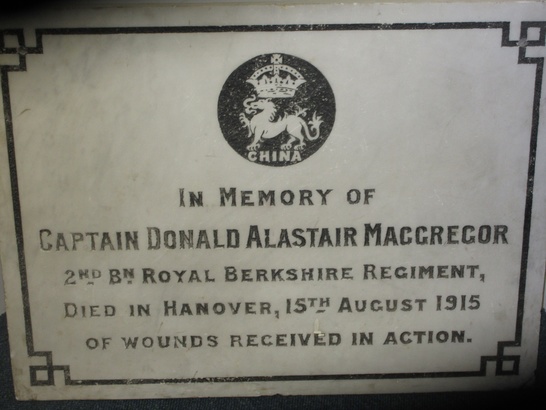 CHINA
IN MEMORY OF
CAPTAIN DONALD ALASTAIR MACGREGOR
2ND BN ROYAL BERKSHIRE REGIMENT,
DIED IN HANOVER, 15TH AUGUST 1915
OF WOUNDS RECEIVED IN ACTION.